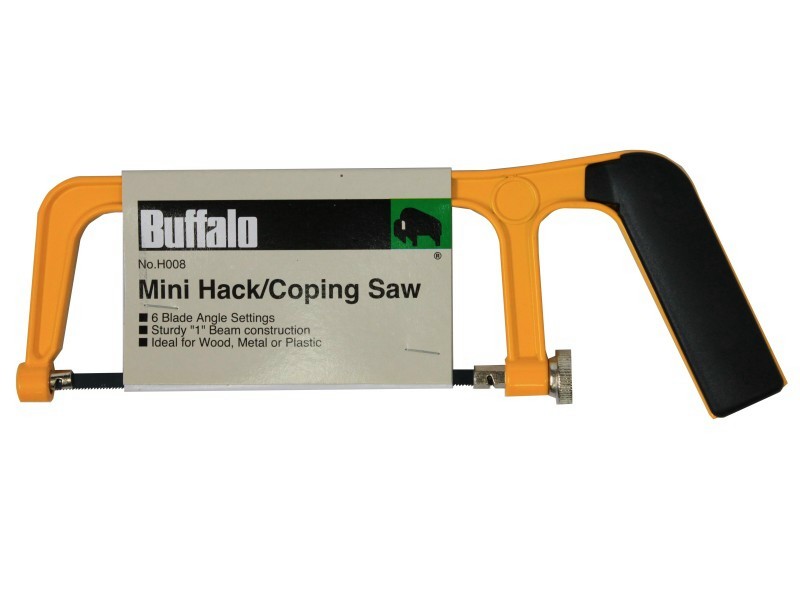 Buffalo
®
No.H008
Mini Hack/Coping Saw
■ 6 Blade Angle Settings
■ Sturdy "1" Beam construction
■ Ideal for Wood, Metal or Plastic